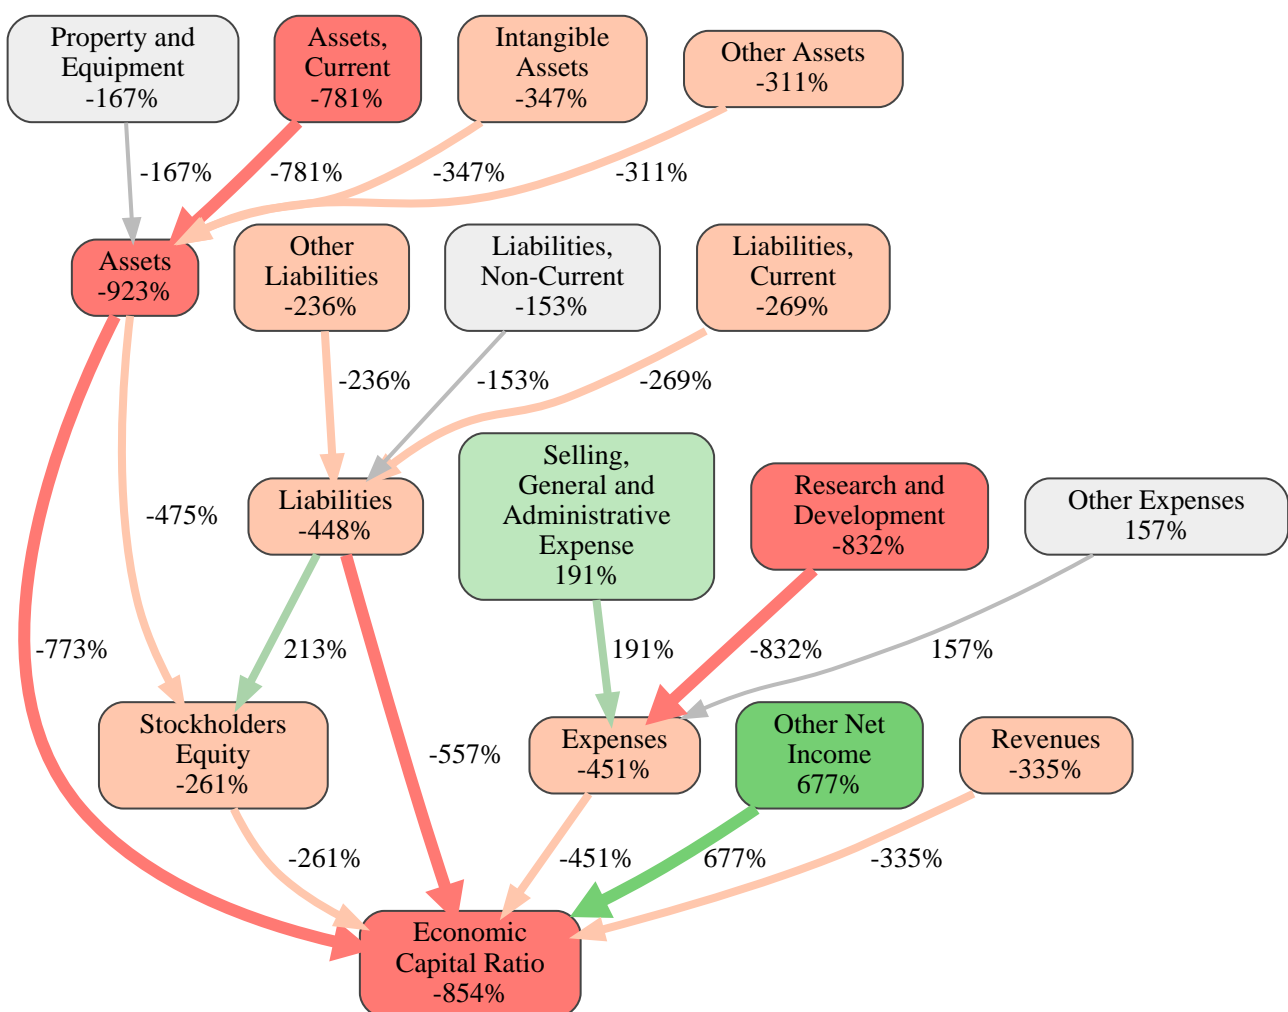 Property and
Equipment
-167%
Assets,
Current
-781%
Intangible
Assets
-347%
Other Assets
-311%
-167%
-781%
-347%
-311%
Assets
-923%
Other
Liabilities
-236%
Liabilities,
Non-Current
-153%
Liabilities,
Current
-269%
-236%
-153%
-269%
Liabilities
-448%
Selling,
General and
Administrative
Expense
191%
Research and
Development
-832%
Other Expenses
157%
-475%
-773%
213%
191%
-832%
157%
Stockholders
Equity
-261%
-557%
Expenses
-451%
Other Net
Income
677%
Revenues
-335%
-261%
-451%
677%
-335%
Economic
Capital Ratio
-854%